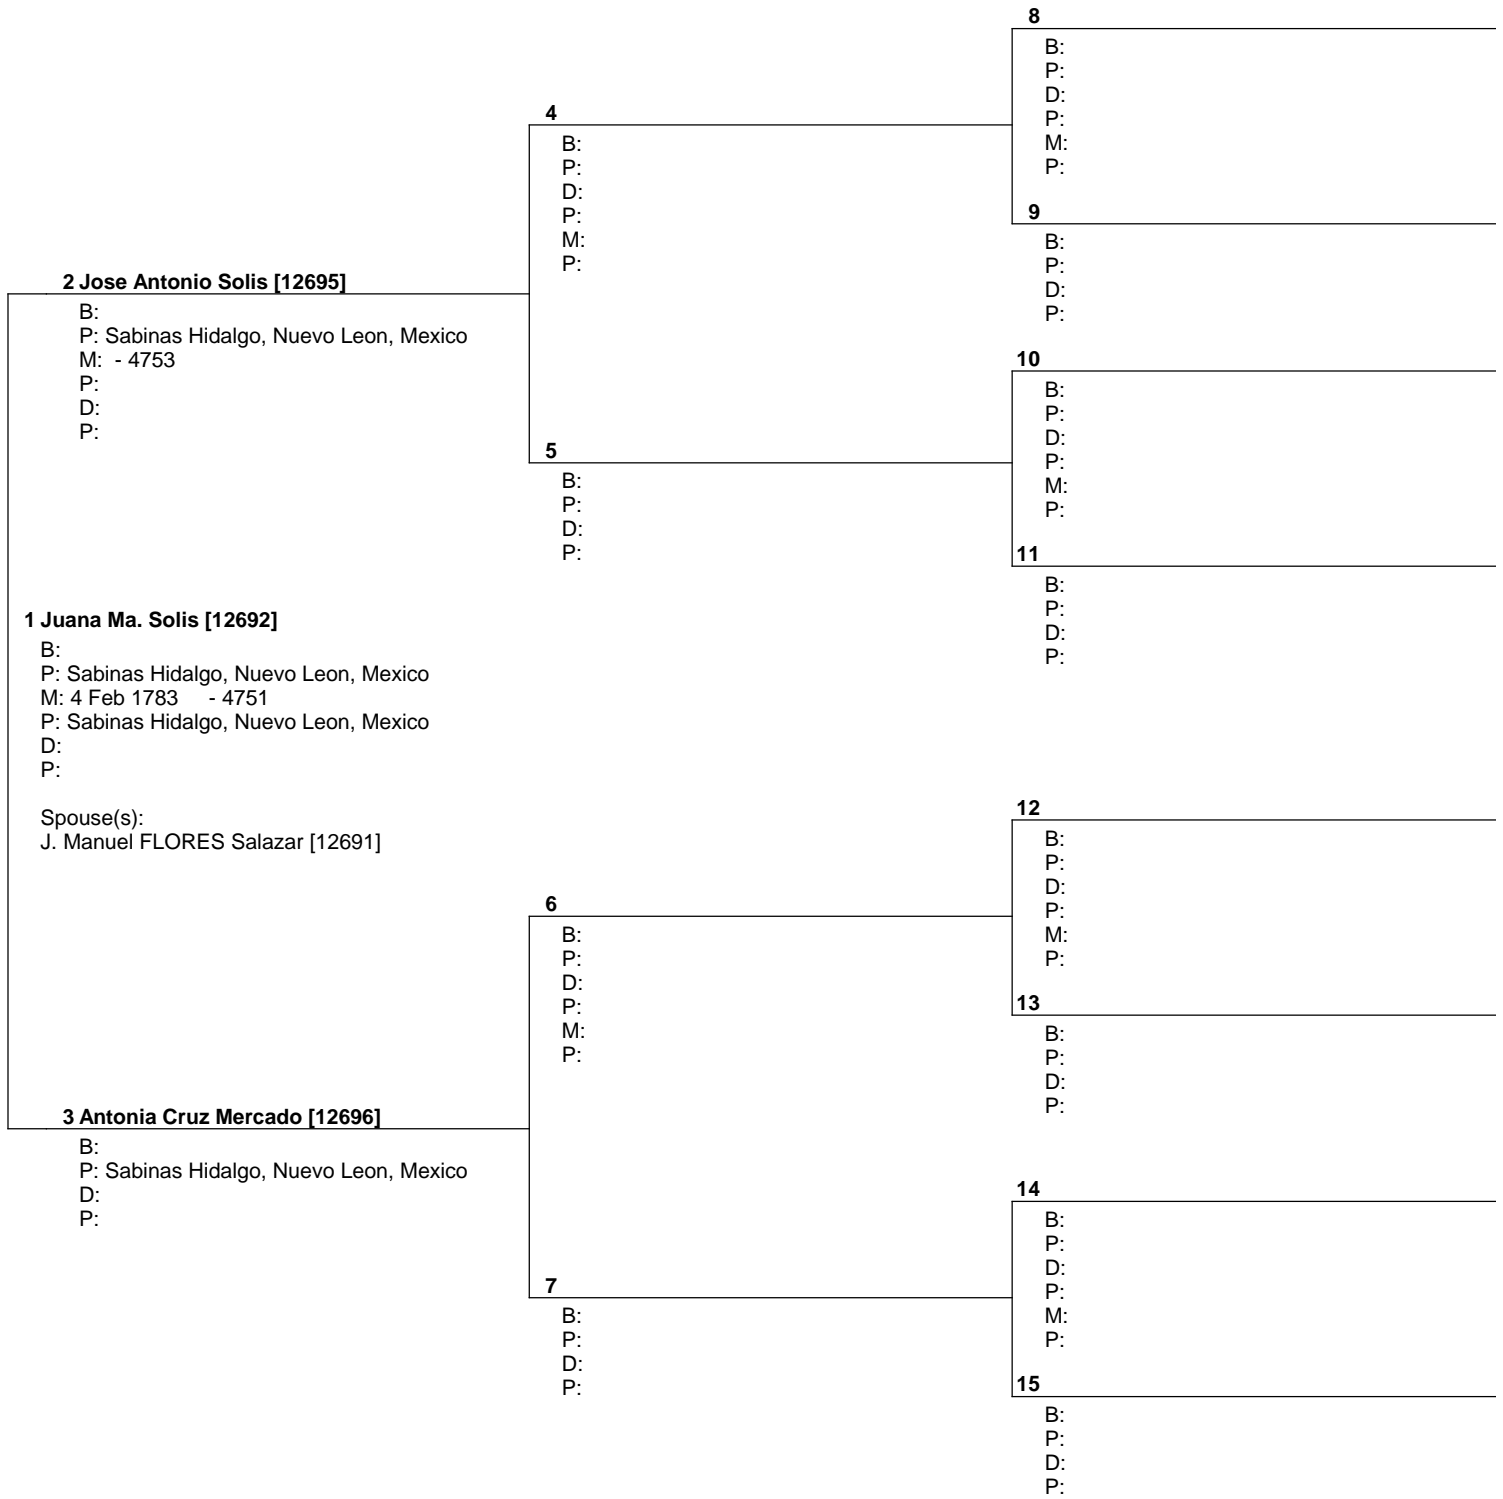 8
B:
P:
D:
P:
M:
P:
4
B:
P:
D:
P:
M:
P:
9
B:
P:
D:
P:
2 Jose Antonio Solis [12695]
B:
P: Sabinas Hidalgo, Nuevo Leon, Mexico
M:  - 4753
P:
D:
P:
10
B:
P:
D:
P:
M:
P:
5
B:
P:
D:
P:
11
B:
P:
D:
P:
1 Juana Ma. Solis [12692]
B:
P: Sabinas Hidalgo, Nuevo Leon, Mexico
M: 4 Feb 1783     - 4751
P: Sabinas Hidalgo, Nuevo Leon, Mexico
D:
P:
Spouse(s):
J. Manuel FLORES Salazar [12691]
12
B:
P:
D:
P:
M:
P:
6
B:
P:
D:
P:
M:
P:
13
B:
P:
D:
P:
3 Antonia Cruz Mercado [12696]
B:
P: Sabinas Hidalgo, Nuevo Leon, Mexico
D:
P:
14
B:
P:
D:
P:
M:
P:
7
B:
P:
D:
P:
15
B:
P:
D:
P: